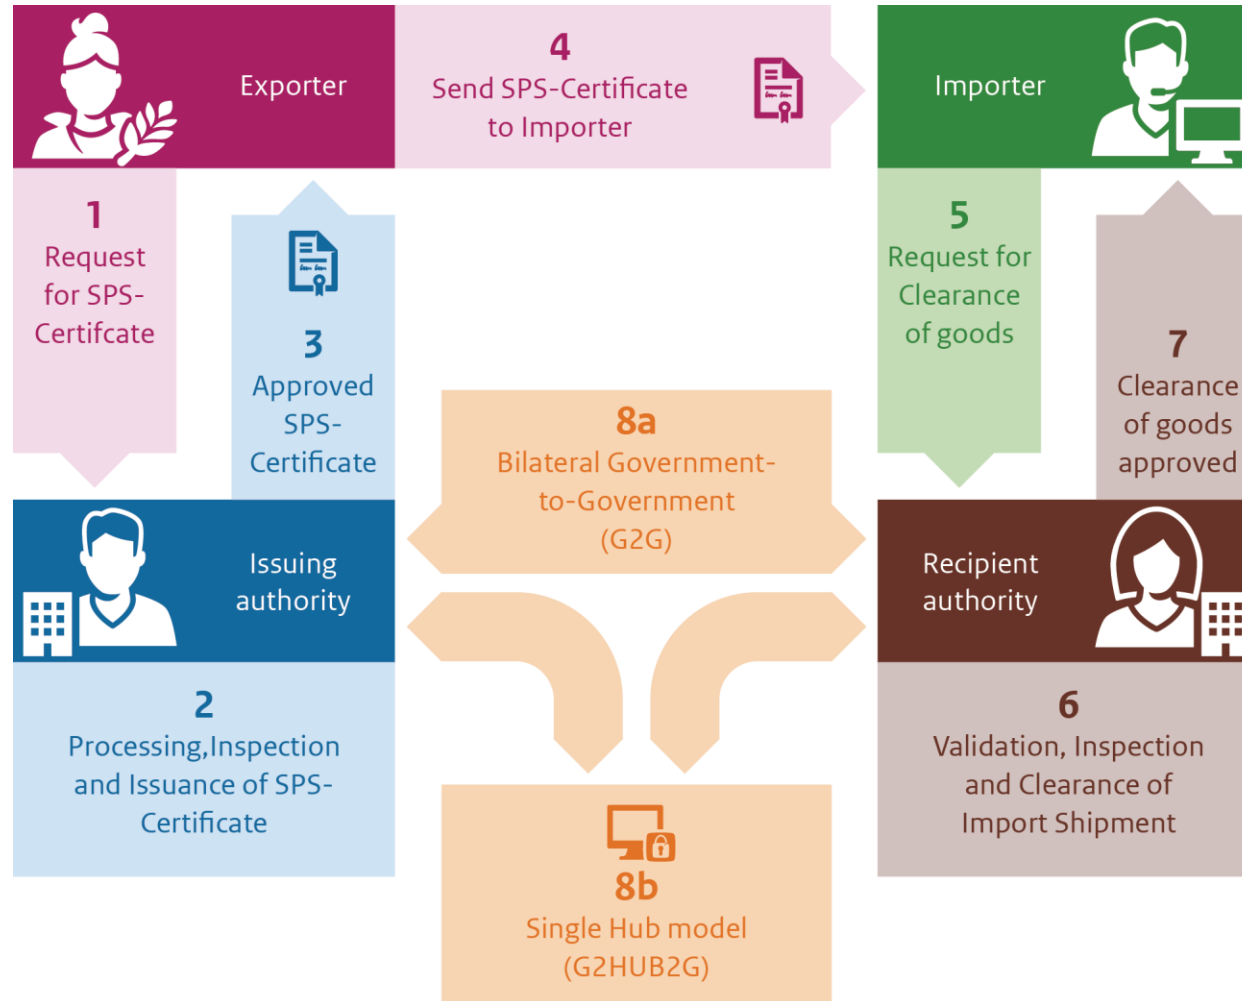 Exporter
4
Send SPS-Certificate
to Importer
Importer
1
Request
for SPS-
Certifcate
3
Approved
SPS-
Certificate
5
Request for
Clearance
of goods
7
Clearance
of goods
approved
8a
Bilateral Government-
to-Government
(G2G)
Issuing
authority
Recipient
authority
2
Processing,Inspection
and Issuance of SPS-
Certificate
6
Validation, Inspection
and Clearance of
Import Shipment
8b
Single Hub model
(G2HUB2G)